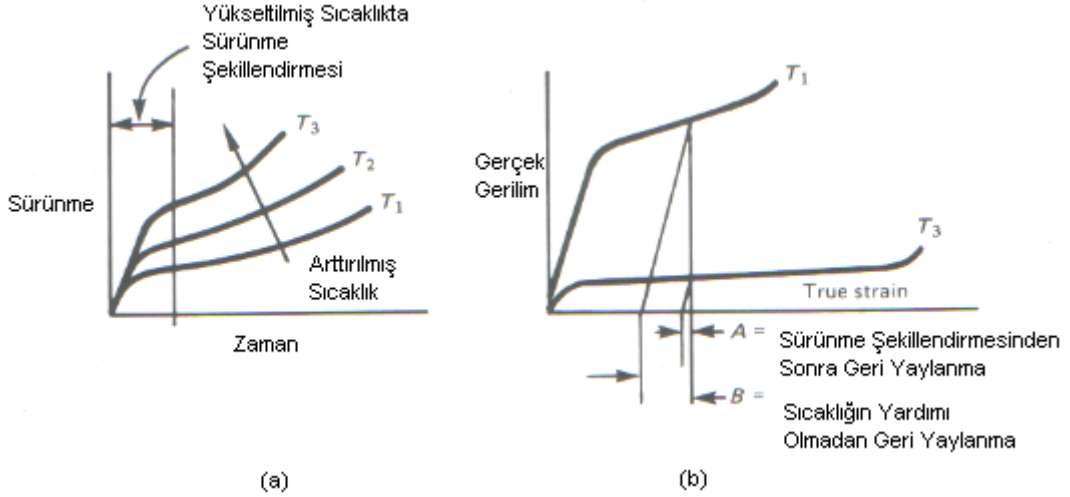 Yükseltilmiş Sıcaklıkta
Sürünme
Şekillendirmesi
T3
T2
T1
Sürünme
Arttırılmış
Sıcaklık
Zaman
(a)
T1
Gerçek
Gerilim
T3
True strain
A = Sürünme Şekillendirmesinden
Sonra Geri Yaylanma
B =
Sıcaklığın Yardımı
Olmadan Geri Yaylanma
(b)